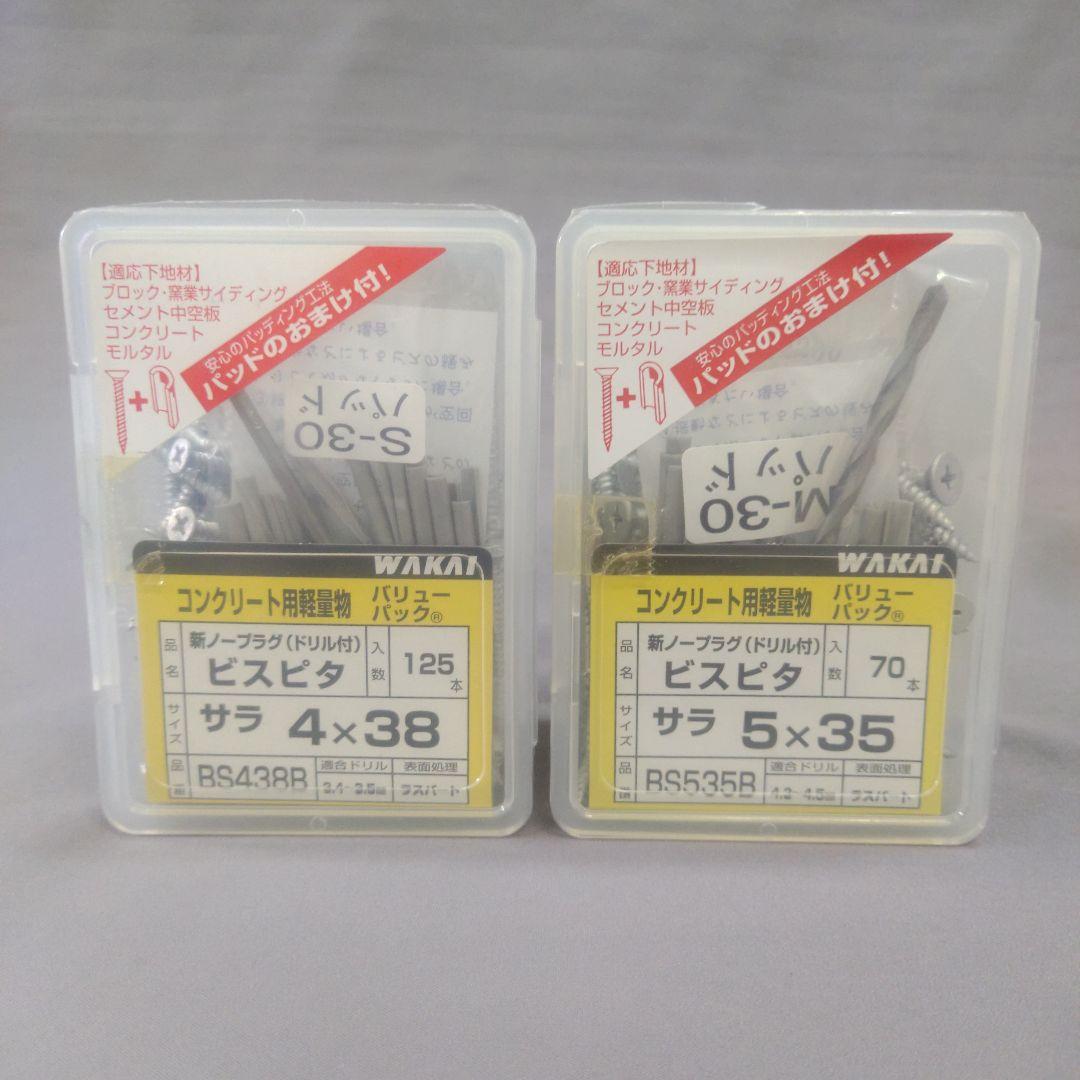 【適応下地材】
ブロック・窯業サイディング
セメント中空板
コンクリート
モルタル
安心のパッディング工法
パッドのおまけ付!
S-30
パッド
WAKAI
コンクリート用軽量物 バリューパック®
品名 新ノープラグ(ドリル付) ビスピタ 入数 125本
サイズ サラ 4×38
品番 BS438B 適合ドリル 3.4~3.5㎜ 表面処理 ラスパート
【適応下地材】
ブロック・窯業サイディング
セメント中空板
コンクリート
モルタル
安心のパッディング工法
パッドのおまけ付!
M-30
パッド
WAKAI
コンクリート用軽量物 バリューパック®
品名 新ノープラグ(ドリル付) ビスピタ 入数 70本
サイズ サラ 5×35
品番 BS535B 適合ドリル 4.3~4.5㎜ 表面処理 ラスパート